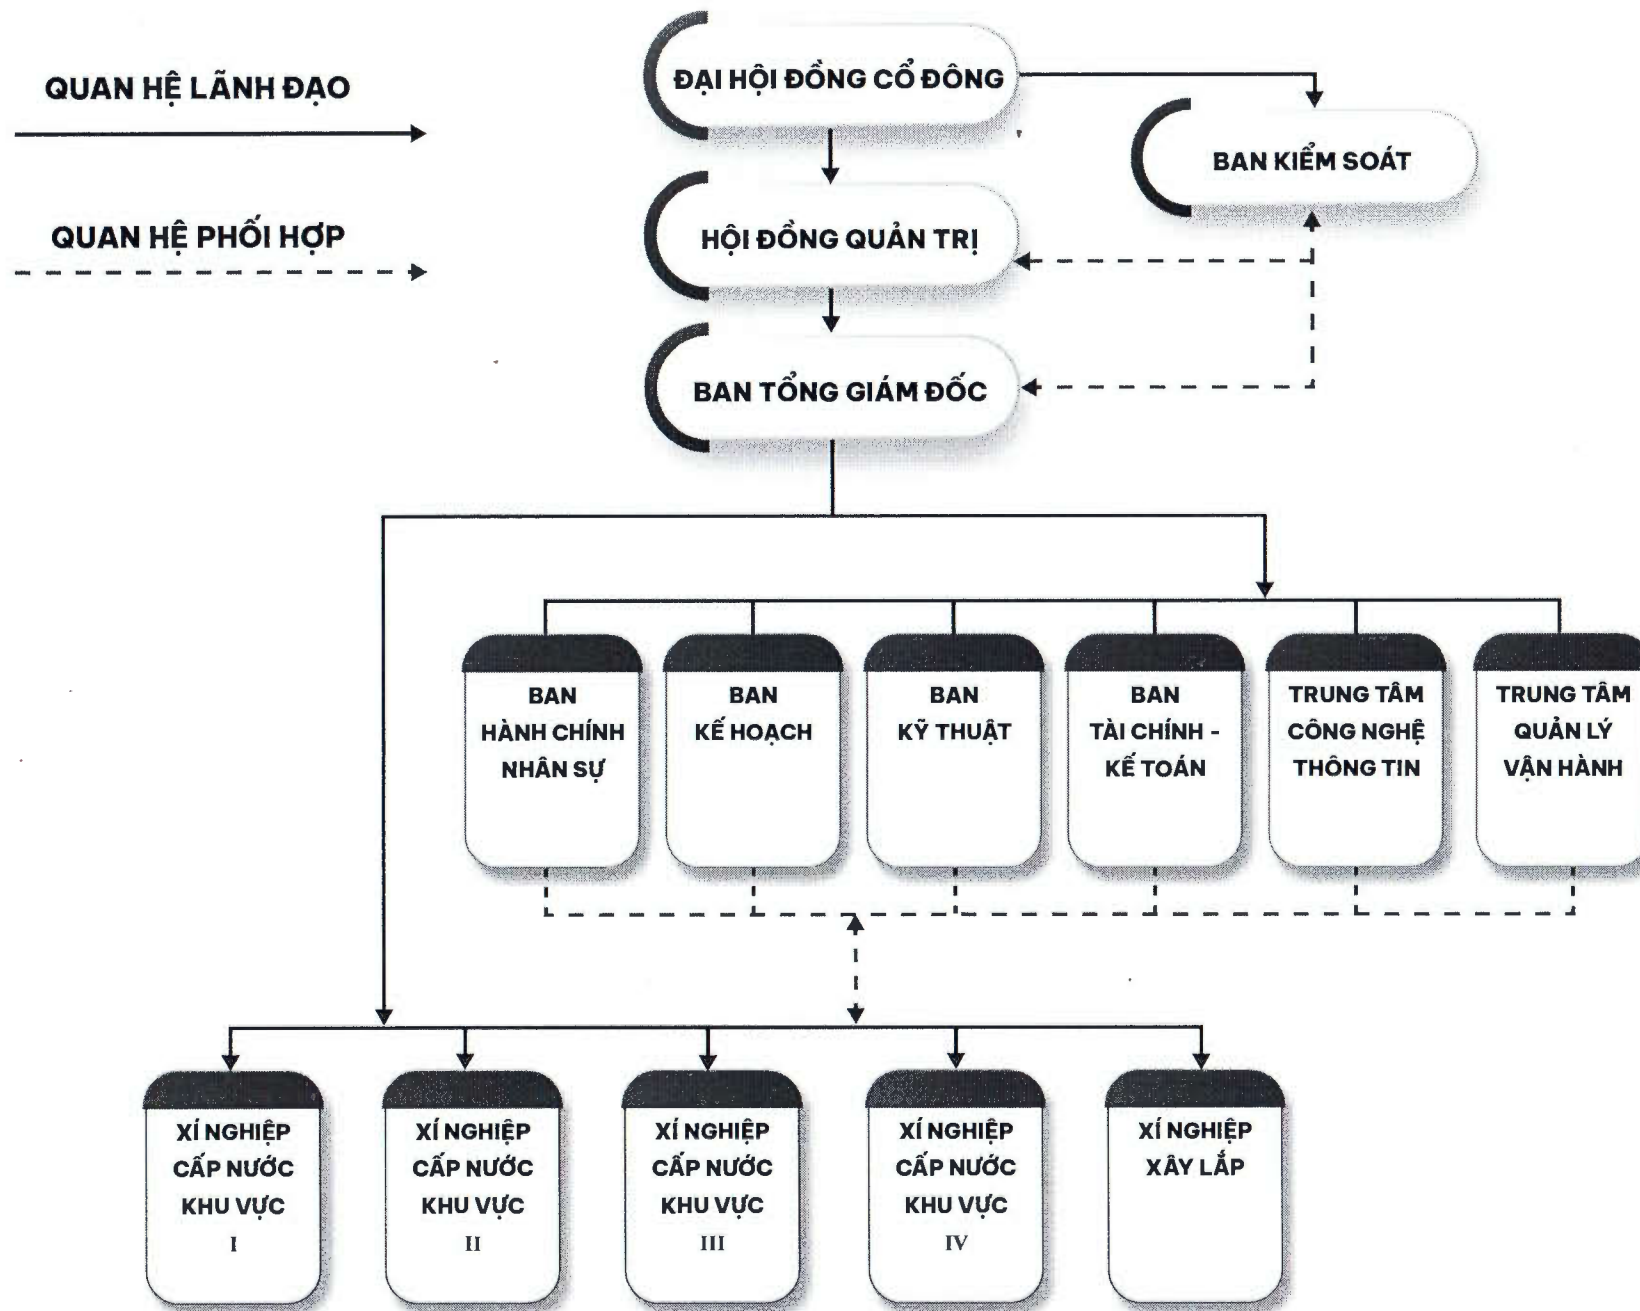 QUAN HỆ LÃNH ĐẠO
QUAN HỆ PHỐI HỢP
ĐẠI HỘI ĐỒNG CỔ ĐÔNG
BAN KIỂM SOÁT
HỘI ĐỒNG QUẢN TRỊ
BAN TỔNG GIÁM ĐỐC
BAN
HÀNH CHÍNH
NHÂN SỰ
BAN
KẾ HOẠCH
BAN
KỸ THUẬT
BAN
TÀI CHÍNH -
KẾ TOÁN
TRUNG TÂM
CÔNG NGHỆ
THÔNG TIN
TRUNG TÂM
QUẢN LÝ
VẬN HÀNH
XÍ NGHIỆP
CẤP NƯỚC
KHU VỰC
I
XÍ NGHIỆP
CẤP NƯỚC
KHU VỰC
II
XÍ NGHIỆP
CẤP NƯỚC
KHU VỰC
III
XÍ NGHIỆP
CẤP NƯỚC
KHU VỰC
IV
XÍ NGHIỆP
XÂY LẮP